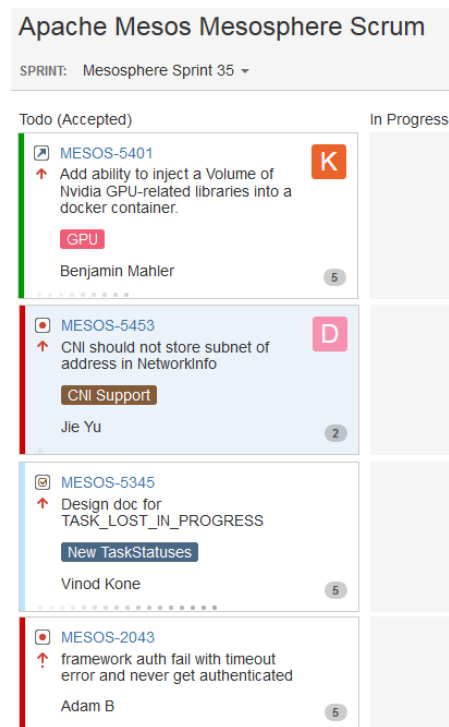 Apache Mesos Mesosphere Scrum
SPRINT: Mesosphere Sprint 35
Todo (Accepted)
In Progress
MESOS-5401
K
Add ability to inject a Volume of
Nvidia GPU-related libraries into a
docker container.
GPU
Benjamin Mahler
5
MESOS-5453
D
CNI should not store subnet of
address in NetworkInfo
CNI Support
Jie Yu
2
MESOS-5345
Design doc for
TASK_LOST_IN_PROGRESS
New TaskStatuses
Vinod Kone
5
MESOS-2043
framework auth fail with timeout
error and never get authenticated
Adam B
5